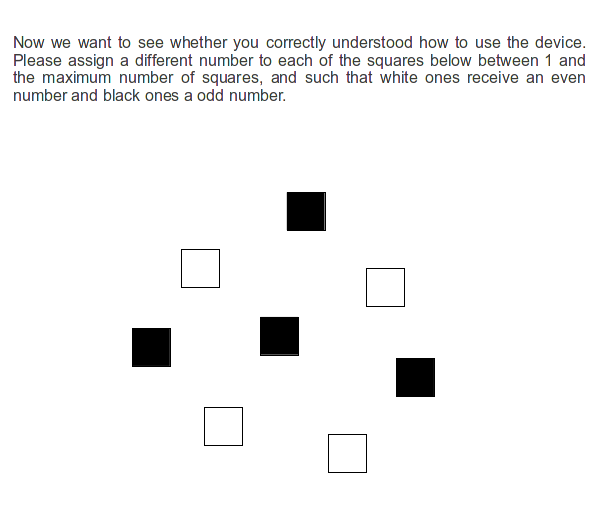 Now we want to see whether you correctly understood how to use the device.
Please assign a different number to each of the squares below between 1 and
the maximum number of squares, and such that white ones receive an even
number and black ones a odd number.